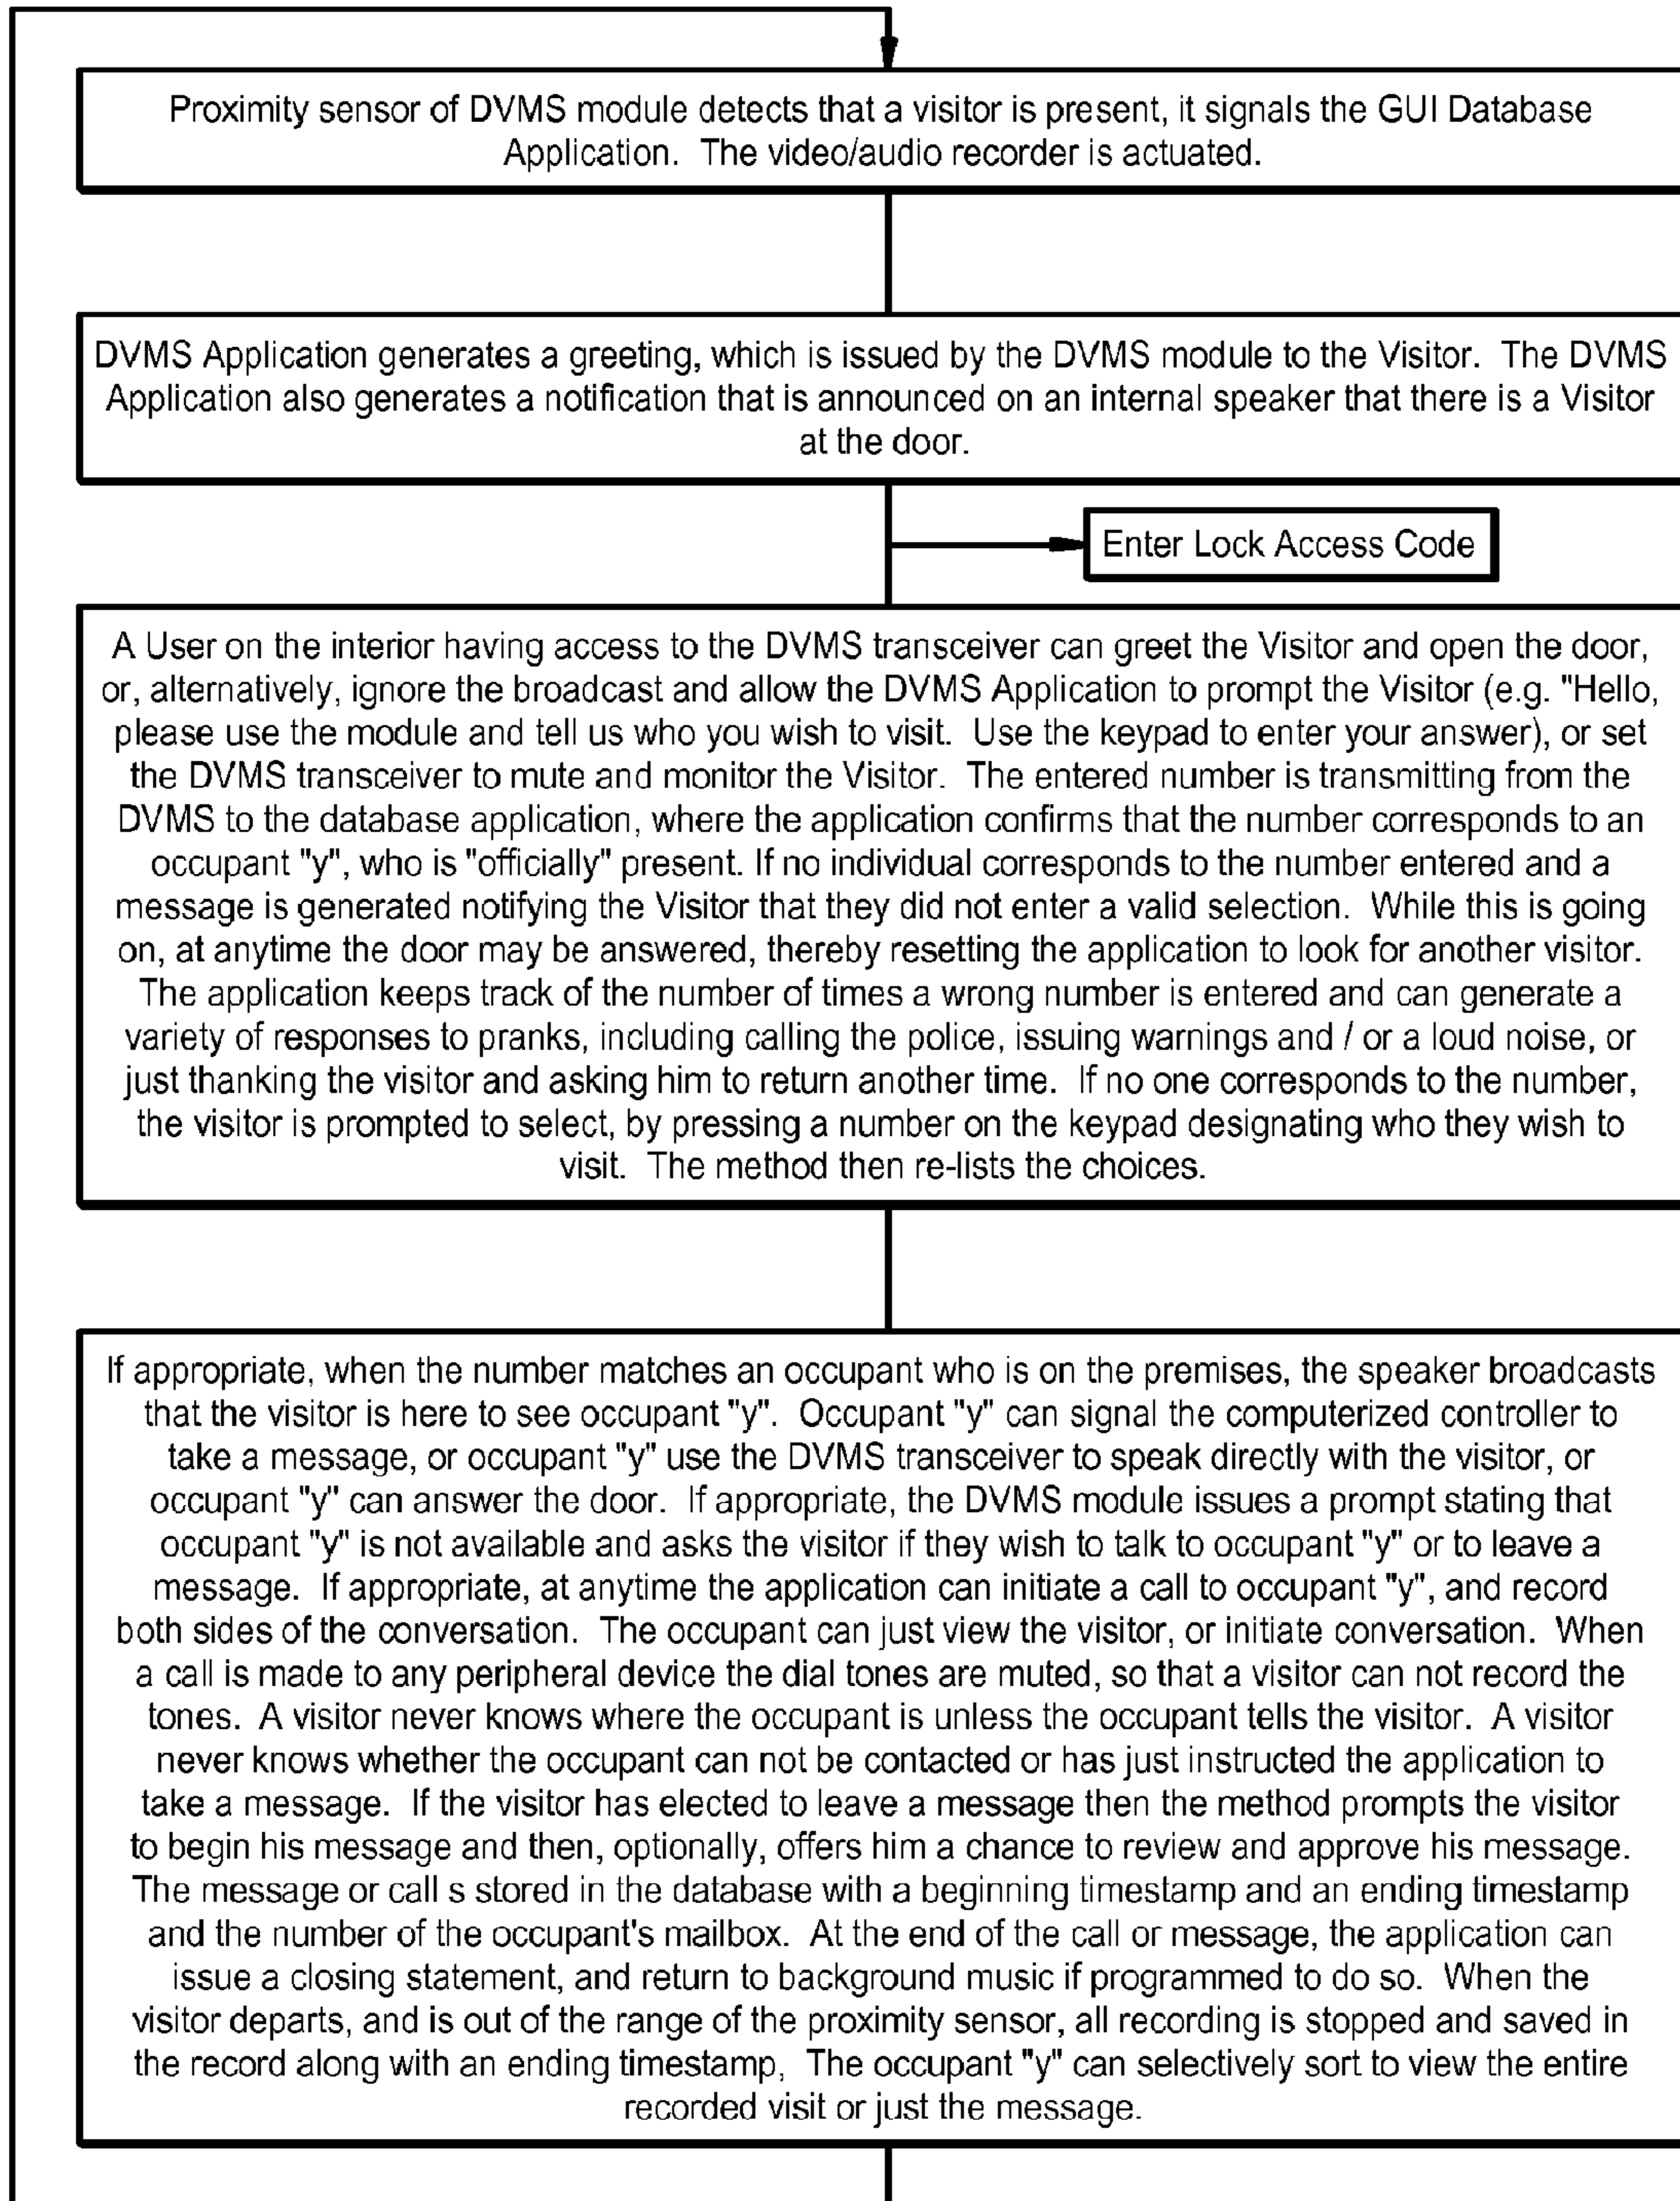 Proximity sensor of DVMS module detects that a visitor is present, it signals the GUI Database
Application. The video/audio recorder is actuated.
DVMS Application generates a greeting, which is issued by the DVMS module to the Visitor. The DVMS
Application also generates a notification that is announced on an internal speaker that there is a Visitor
at the door.
Enter Lock Access Code
A User on the interior having access to the DVMS transceiver can greet the Visitor and open the door,
or, alternatively, ignore the broadcast and allow the DVMS Application to prompt the Visitor (e.g. "Hello,
please use the module and tell us who you wish to visit. Use the keypad to enter your answer), or set
the DVMS transceiver to mute and monitor the Visitor. The entered number is transmitting from the
DVMS to the database application, where the application confirms that the number corresponds to an
occupant "y", who is "officially" present. If no individual corresponds to the number entered and a
message is generated notifying the Visitor that they did not enter a valid selection. While this is going
on, at anytime the door may be answered, thereby resetting the application to look for another visitor.
The application keeps track of the number of times a wrong number is entered and can generate a
variety of responses to pranks, including calling the police, issuing warnings and / or a loud noise, or
just thanking the visitor and asking him to return another time. If no one corresponds to the number,
the visitor is prompted to select, by pressing a number on the keypad designating who they wish to
visit. The method then re-lists the choices.
If appropriate, when the number matches an occupant who is on the premises, the speaker broadcasts
that the visitor is here to see occupant "y". Occupant "y" can signal the computerized controller to
take a message, or occupant "y" use the DVMS transceiver to speak directly with the visitor, or
occupant "y" can answer the door. If appropriate, the DVMS module issues a prompt stating that
occupant "y" is not available and asks the visitor if they wish to talk to occupant "y" or to leave a
message. If appropriate, at anytime the application can initiate a call to occupant "y", and record
both sides of the conversation. The occupant can just view the visitor, or initiate conversation. When
a call is made to any peripheral device the dial tones are muted, so that a visitor can not record the
tones. A visitor never knows where the occupant is unless the occupant tells the visitor. A visitor
never knows whether the occupant can not be contacted or has just instructed the application to
take a message. If the visitor has elected to leave a message then the method prompts the visitor
to begin his message and then, optionally, offers him a chance to review and approve his message.
The message or call s stored in the database with a beginning timestamp and an ending timestamp
and the number of the occupant's mailbox. At the end of the call or message, the application can
issue a closing statement, and return to background music if programmed to do so. When the
visitor departs, and is out of the range of the proximity sensor, all recording is stopped and saved in
the record along with an ending timestamp, The occupant "y" can selectively sort to view the entire
recorded visit or just the message.